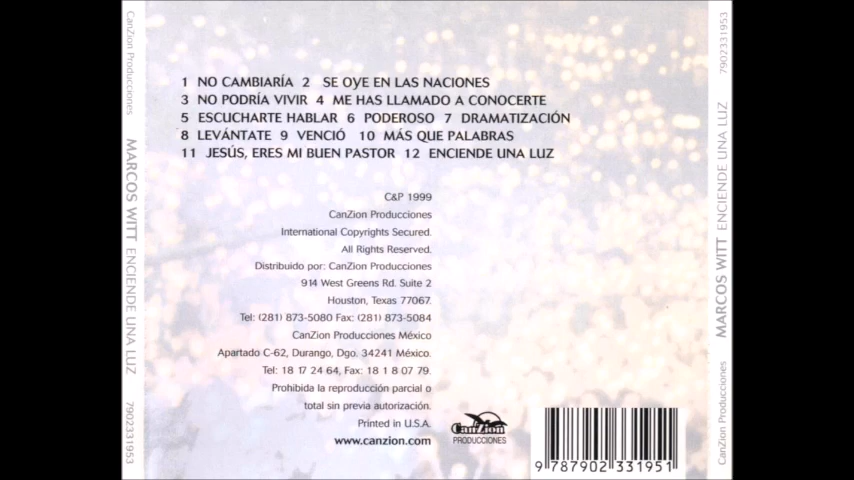 CanZion Producciones MARCOS WITT ENCIENDE UNA LUZ 7902331953
1 NO CAMBIARÍA 2 SE OYE EN LAS NACIONES
3 NO PODRÍA VIVIR 4 ME HAS LLAMADO A CONOCERTE
5 ESCUCHARTE HABLAR 6 PODEROSO 7 DRAMATIZACIÓN
8 LEVÁNTATE 9 VENCIÓ 10 MÁS QUE PALABRAS
11 JESÚS, ERES MI BUEN PASTOR 12 ENCIENDE UNA LUZ
C&P 1999
CanZion Producciones
International Copyrights Secured.
All Rights Reserved.
Distribuido por: CanZion Producciones
914 West Greens Rd. Suite 2
Houston, Texas 77067.
Tel: (281) 873-5080 Fax: (281) 873-5084
CanZion Producciones México
Apartado C-62, Durango, Dgo. 34241 México.
Tel: 18 17 24 64, Fax: 18 1 8 07 79.
Prohibida la reproducción parcial o
total sin previa autorización.
Printed in U.S.A.
www.canzion.com
CanZion
PRODUCCIONES
9 787902 331951
CanZion Producciones MARCOS WITT ENCIENDE UNA LUZ 7902331953